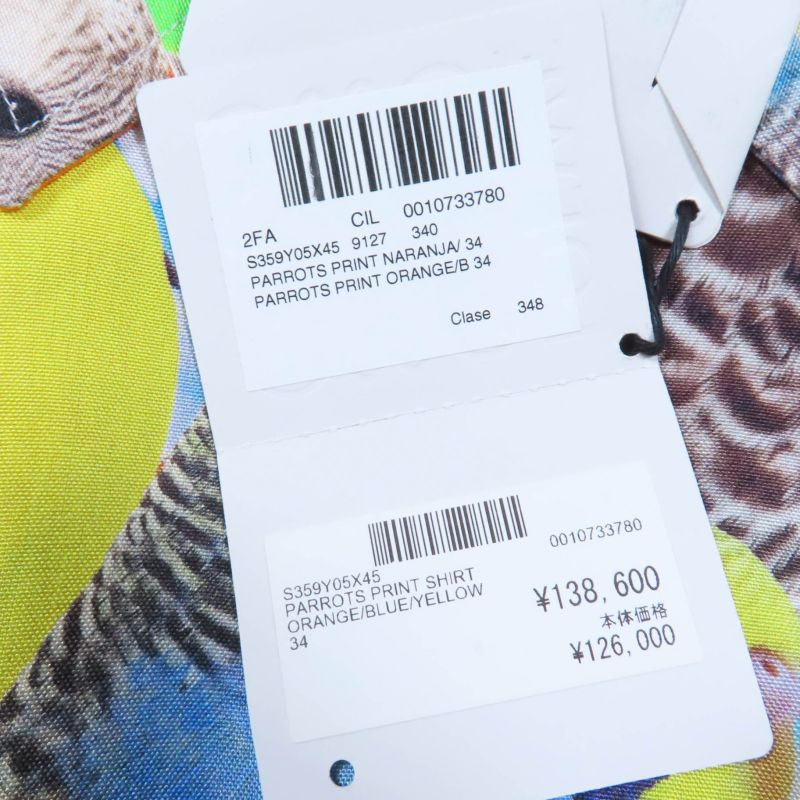 2FA CIL 0010733780
S359Y05X45 9127 340
PARROTS PRINT NARANJA/ 34
PARROTS PRINT ORANGE/B 34
Clase 348
0010733780
S359Y05X45
PARROTS PRINT SHIRT
ORANGE/BLUE/YELLOW
34
¥138,600
本体価格
¥126,000